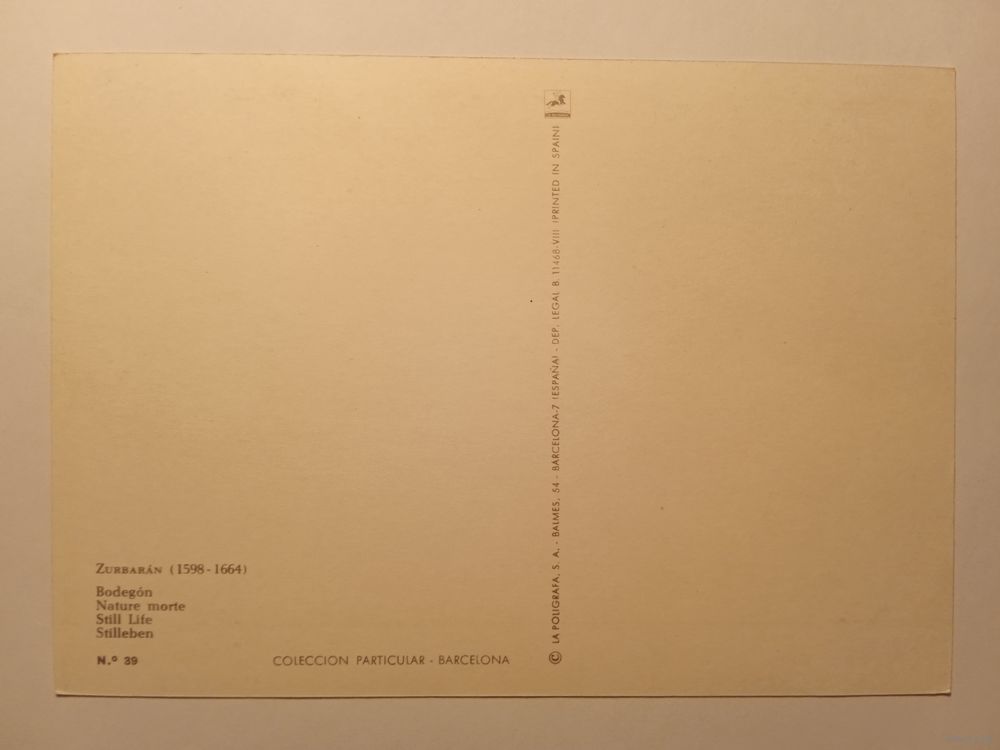 ZURBARÁN (1598-1664)
Bodegón
Nature morte
Still Life
Stilleben
N.º 39
COLECCION PARTICULAR - BARCELONA
© LA POLIGRAFA, S. A. - BALMES, 54 - BARCELONA-7 (ESPAÑA) - DEP. LEGAL B. 11468-VIII (PRINTED IN SPAIN)